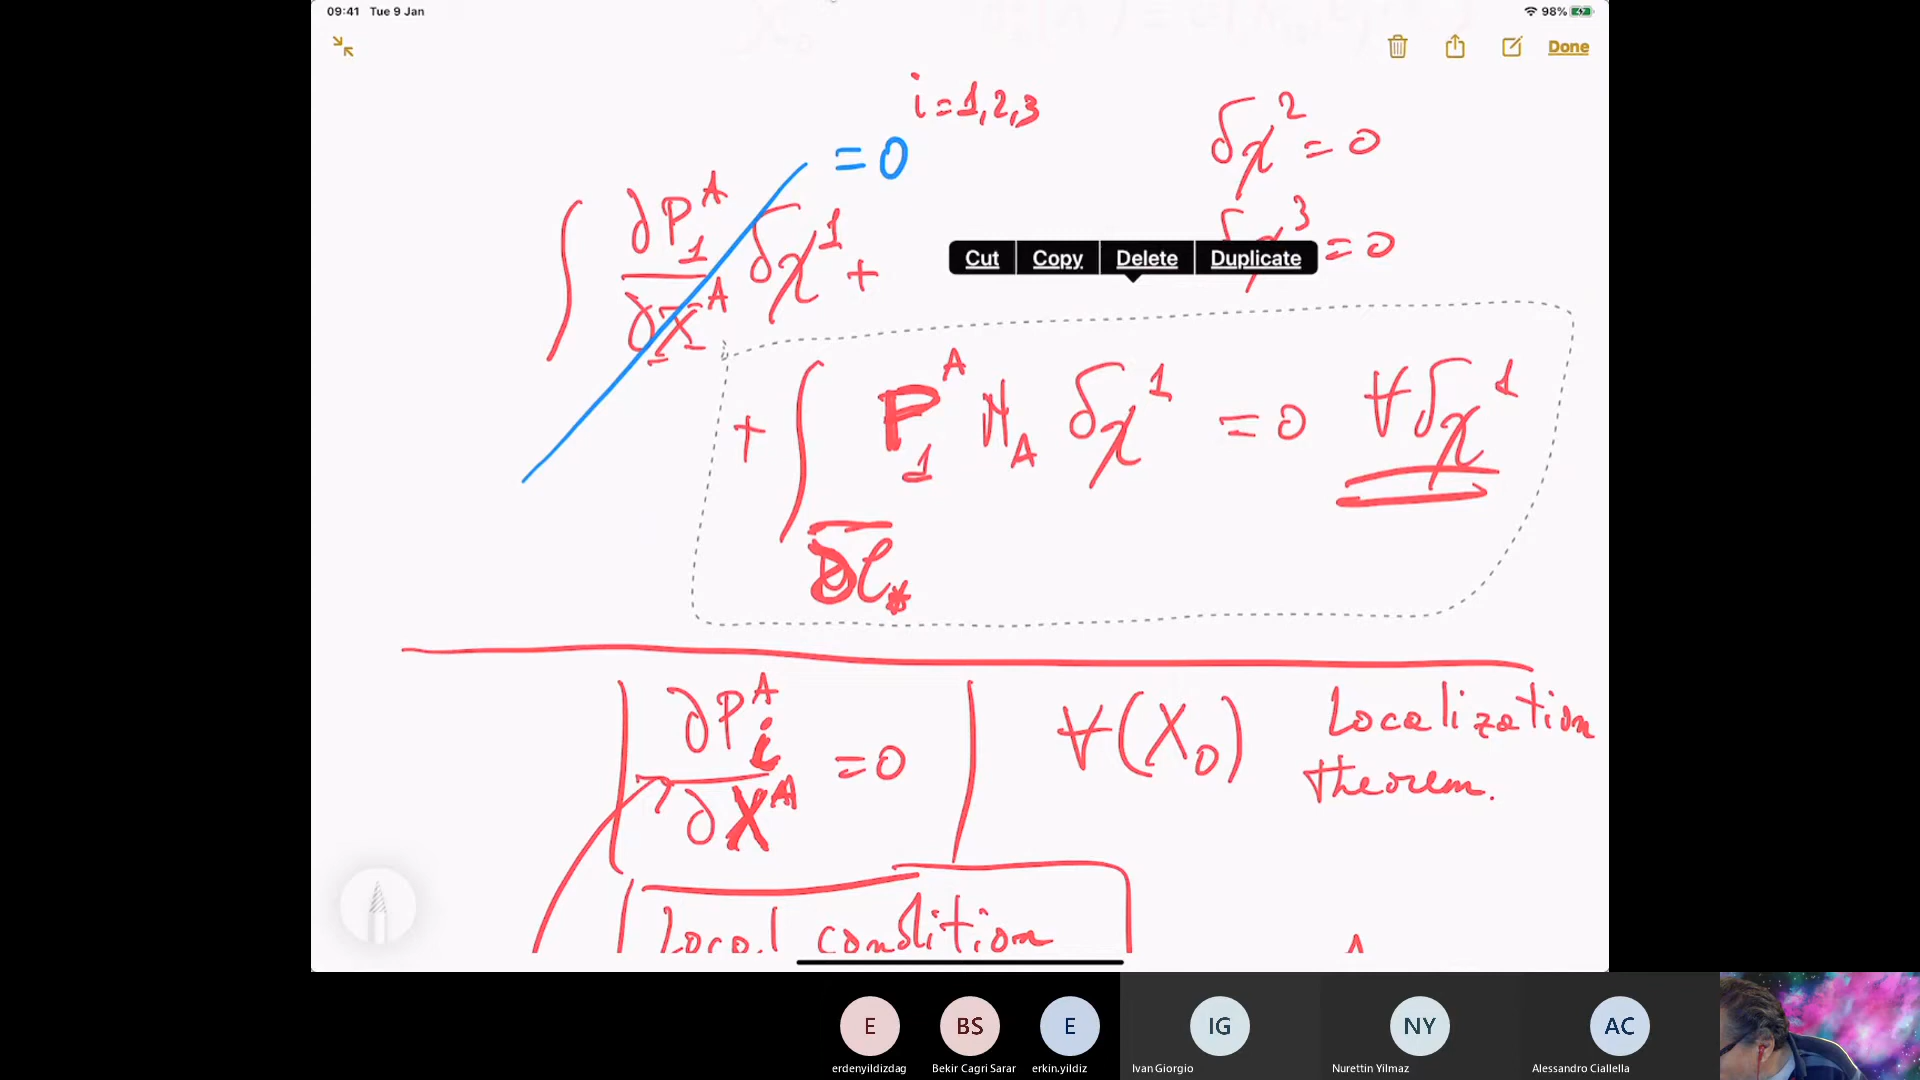 09:41 Tue 9 Jan
98%
Done
i=1,2,3
δχ² = 0
= 0
∫ ∂P₁ᴬ/∂Xᴬ δχ¹ +
δχ³ = 0
Cut Copy Delete Duplicate
+ ∫ P₁ᴬ N_A δχ¹ = 0 ∀δχ¹
∂C*
∂Pᵢᴬ/∂Xᴬ = 0 ∀(X₀) Localization
theorem.
Local condition
E BS E IG NY AC
erdenyildizdag Bekir Cagri Sarar erkin.yildiz Ivan Giorgio Nurettin Yilmaz Alessandro Ciallella